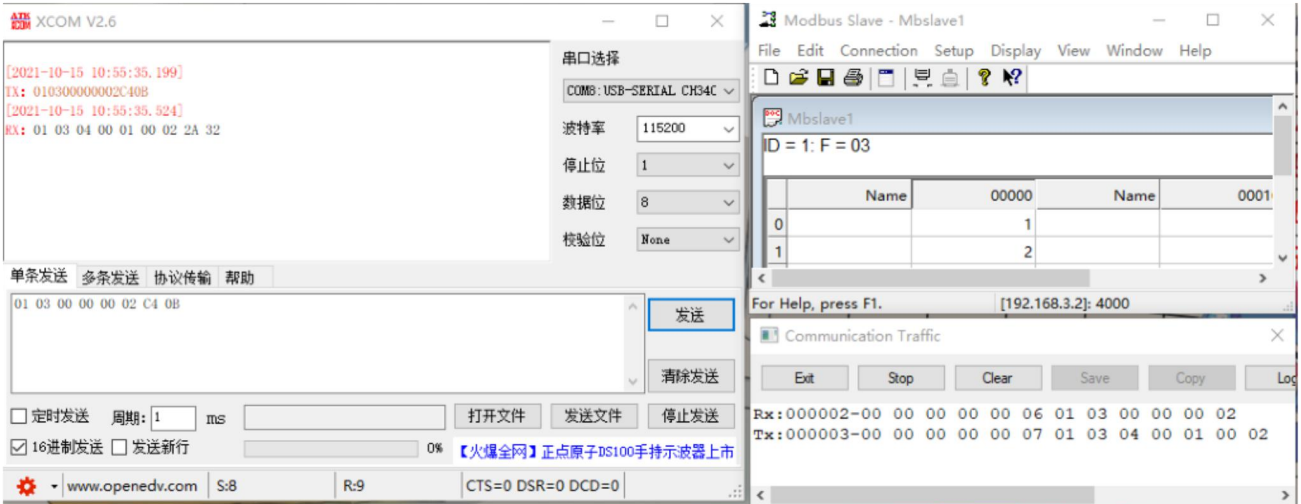 XCOM V2.6
[2021-10-15 10:55:35.199]
TX: 010300000002C40B
[2021-10-15 10:55:35.524]
RX: 01 03 04 00 01 00 02 2A 32
串口选择
COM8:USB-SERIAL CH34C
波特率 115200
停止位 1
数据位 8
校验位 None
单条发送 多条发送 协议传输 帮助
01 03 00 00 00 02 C4 0B
发送
清除发送
定时发送 周期: 1 ms 打开文件 发送文件 停止发送
16进制发送 发送新行 0% 【火爆全网】正点原子DS100手持示波器上市
www.openedv.com S:8 R:9 CTS=0 DSR=0 DCD=0
Modbus Slave - Mbslave1
File Edit Connection Setup Display View Window Help
Mbslave1
ID = 1: F = 03
Name 00000 Name 0001
0 1
1 2
For Help, press F1. [192.168.3.2]: 4000
Communication Traffic
Exit Stop Clear Save Copy Log
Rx:000002-00 00 00 00 00 06 01 03 00 00 00 02
Tx:000003-00 00 00 00 00 07 01 03 04 00 01 00 02